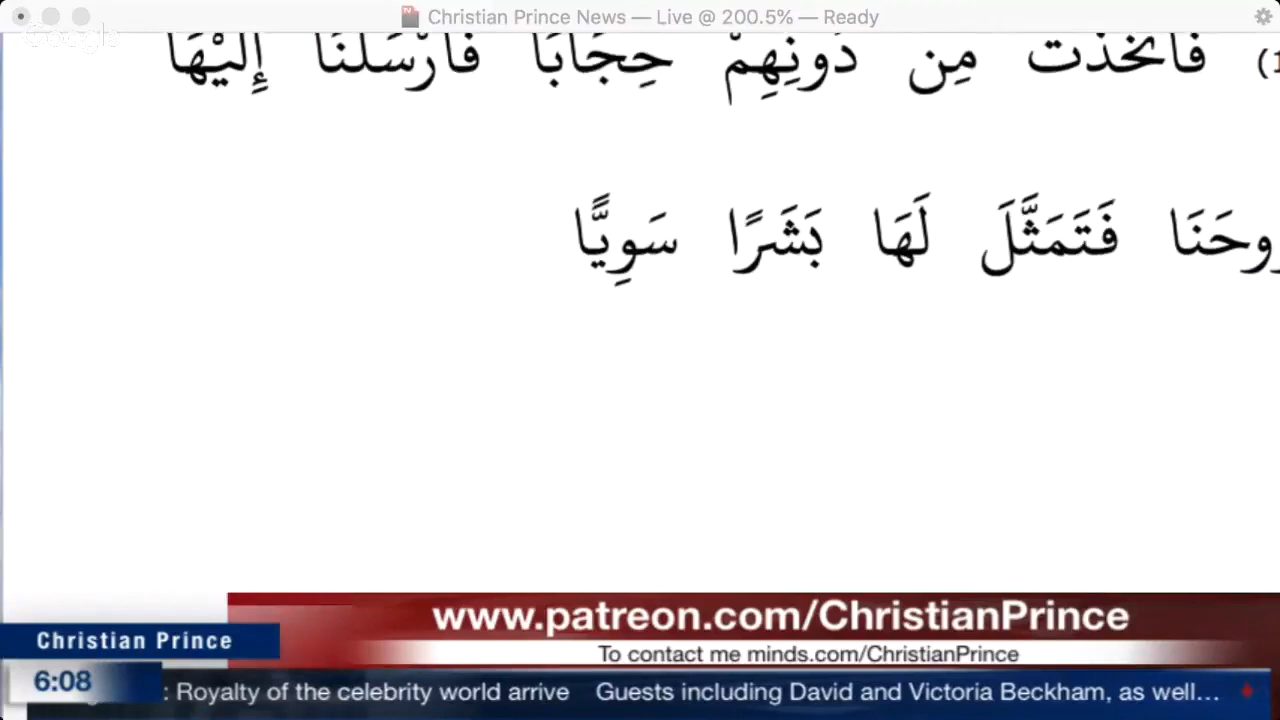 Christian Prince News — Live @ 200.5% — Ready
Google
فَاتَّخَذَتْ مِن دُونِهِمْ حِجَابًا فَأَرْسَلْنَا إِلَيْهَا
رُوحَنَا فَتَمَثَّلَ لَهَا بَشَرًا سَوِيًّا
www.patreon.com/ChristianPrince
To contact me minds.com/ChristianPrince
Christian Prince
6:08
: Royalty of the celebrity world arrive Guests including David and Victoria Beckham, as well...